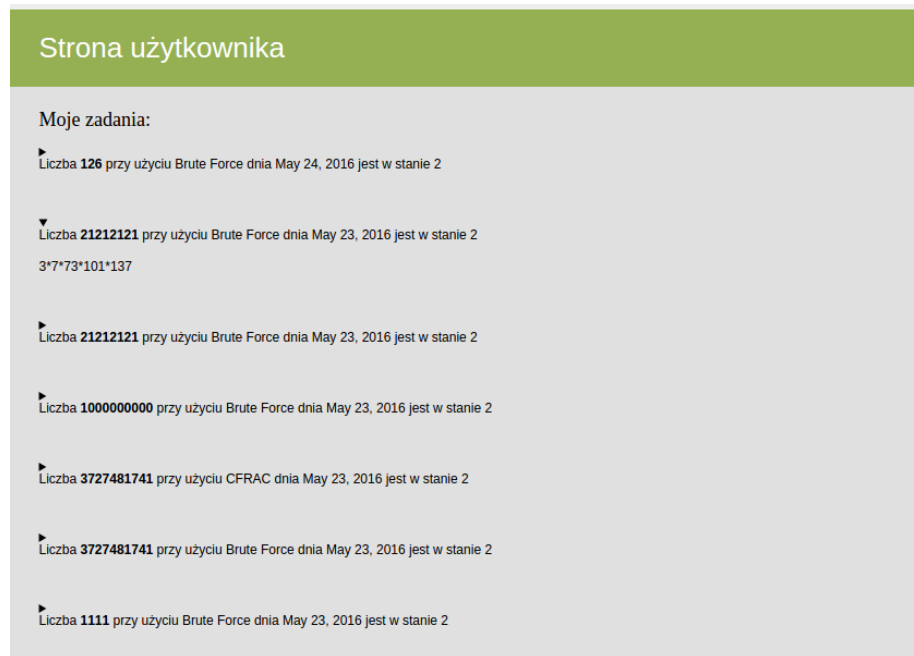 Strona użytkownika
Moje zadania:
Liczba 126 przy użyciu Brute Force dnia May 24, 2016 jest w stanie 2
Liczba 21212121 przy użyciu Brute Force dnia May 23, 2016 jest w stanie 2
3*7*73*101*137
Liczba 21212121 przy użyciu Brute Force dnia May 23, 2016 jest w stanie 2
Liczba 1000000000 przy użyciu Brute Force dnia May 23, 2016 jest w stanie 2
Liczba 3727481741 przy użyciu CFRAC dnia May 23, 2016 jest w stanie 2
Liczba 3727481741 przy użyciu Brute Force dnia May 23, 2016 jest w stanie 2
Liczba 1111 przy użyciu Brute Force dnia May 23, 2016 jest w stanie 2